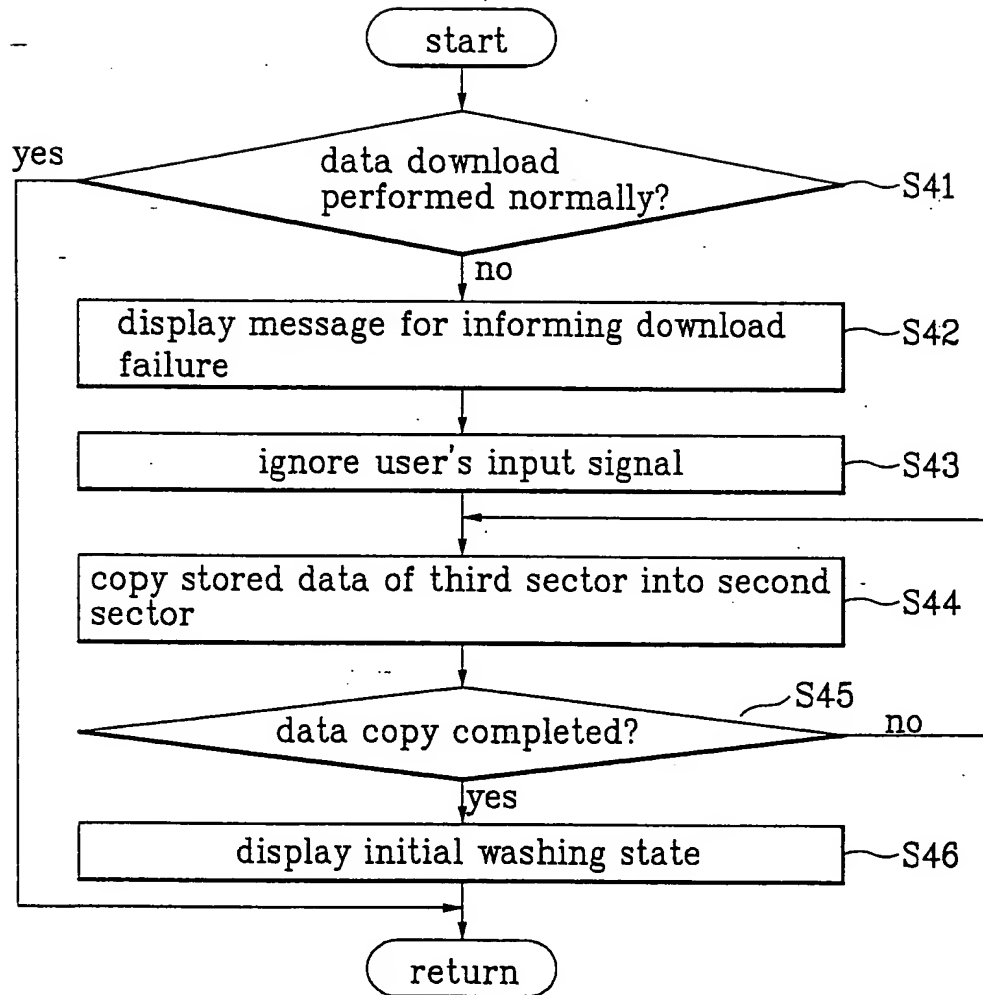 start
yes
data download
performed normally?
S41
no
display message for informing download
failure
S42
ignore user's input signal
S43
copy stored data of third sector into second
sector
S44
S45
data copy completed?
no
yes
display initial washing state
S46
return